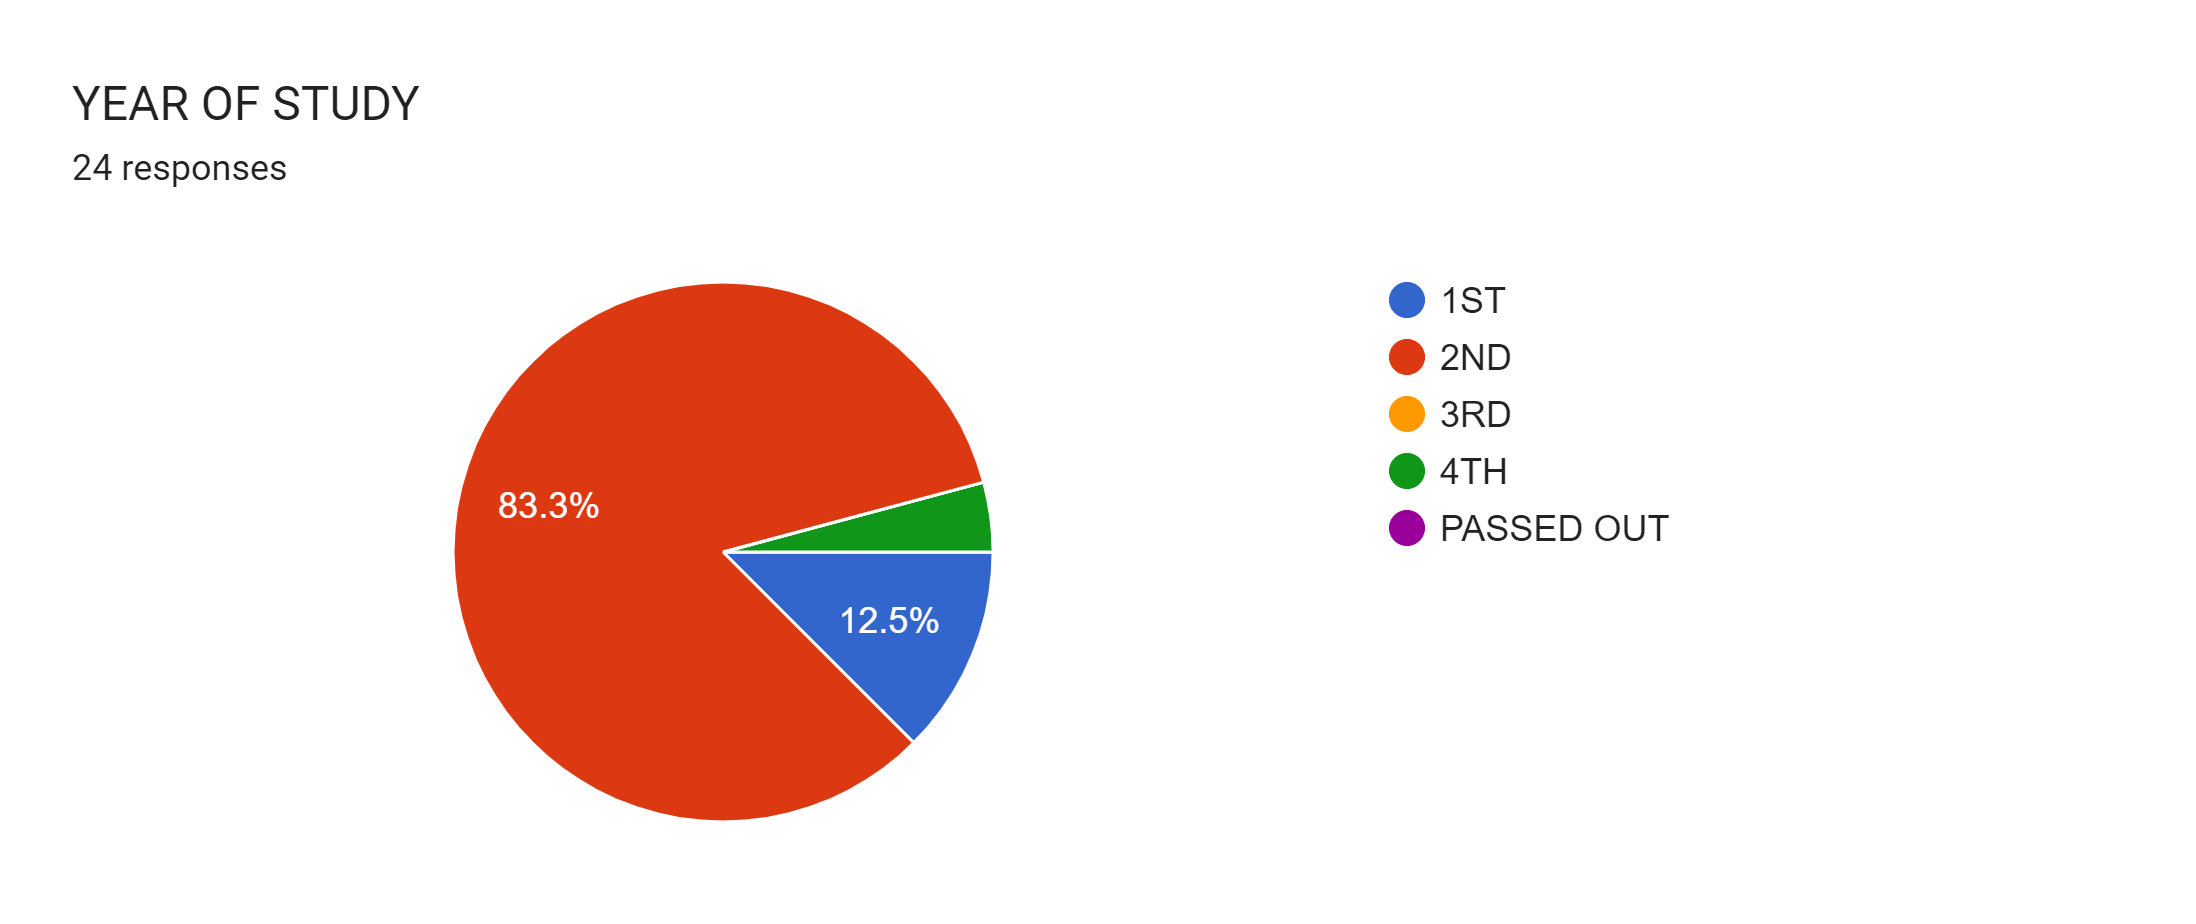 YEAR OF STUDY
24 responses
83.3%
12.5%
1ST
2ND
3RD
4TH
PASSED OUT